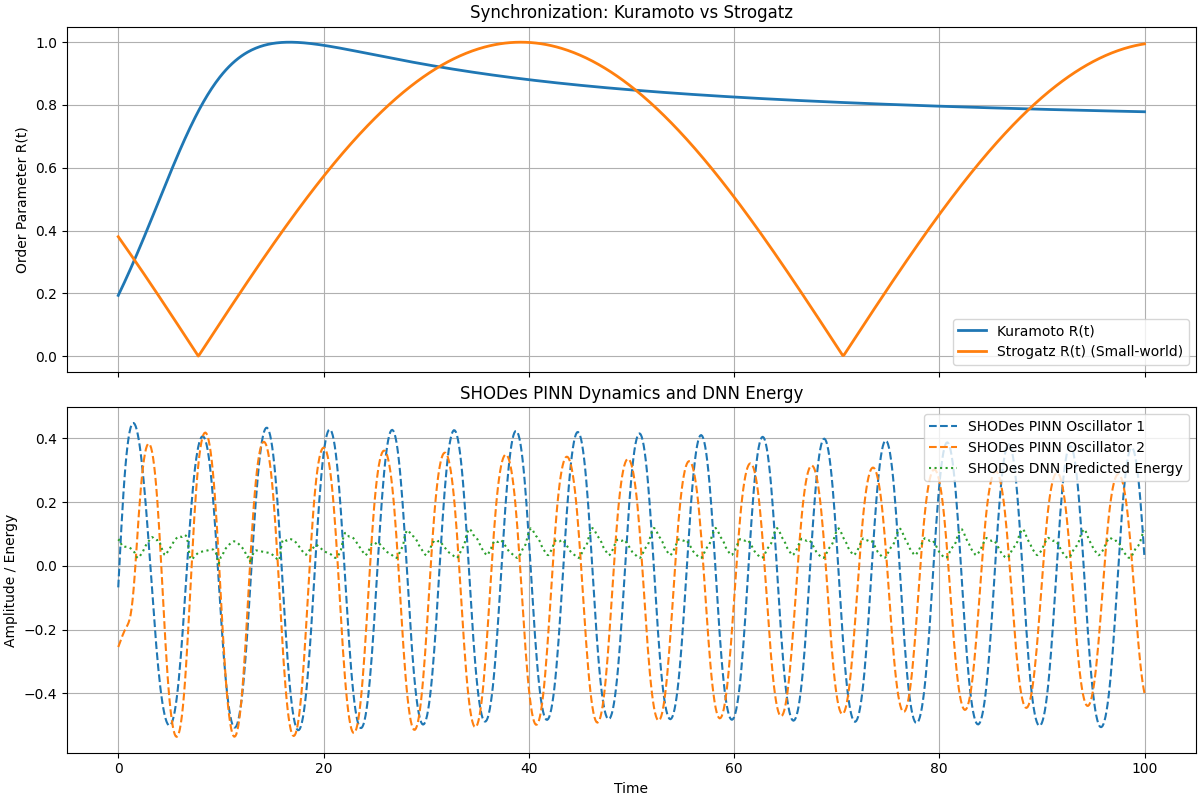 Synchronization: Kuramoto vs Strogatz
Order Parameter R(t)
1.0
0.8
0.6
0.4
0.2
0.0
Kuramoto R(t)
Strogatz R(t) (Small-world)
SHODes PINN Dynamics and DNN Energy
Amplitude / Energy
0.4
0.2
0.0
−0.2
−0.4
SHODes PINN Oscillator 1
SHODes PINN Oscillator 2
SHODes DNN Predicted Energy
0 20 40 60 80 100
Time